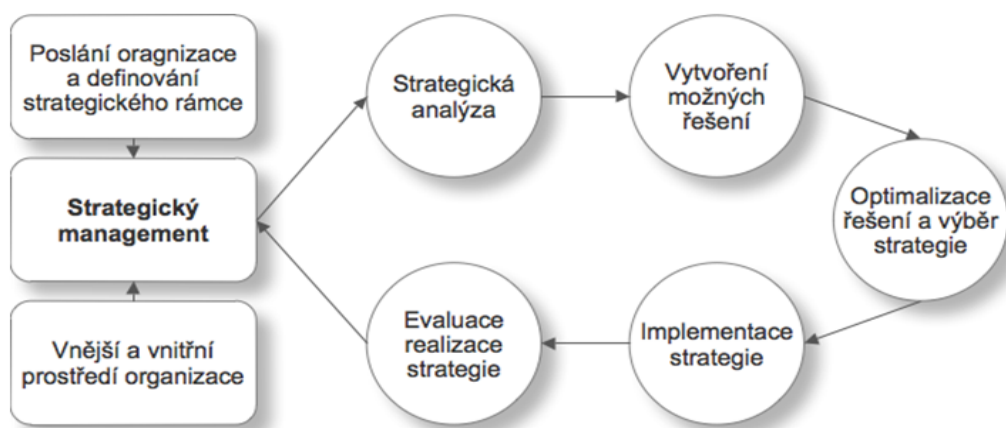 Poslání oragnizace
a definování
strategického rámce
Strategický
management
Vnější a vnitřní
prostředí organizace
Strategická
analýza
Vytvoření
možných
řešení
Optimalizace
řešení a výběr
strategie
Implementace
strategie
Evaluace
realizace
strategie